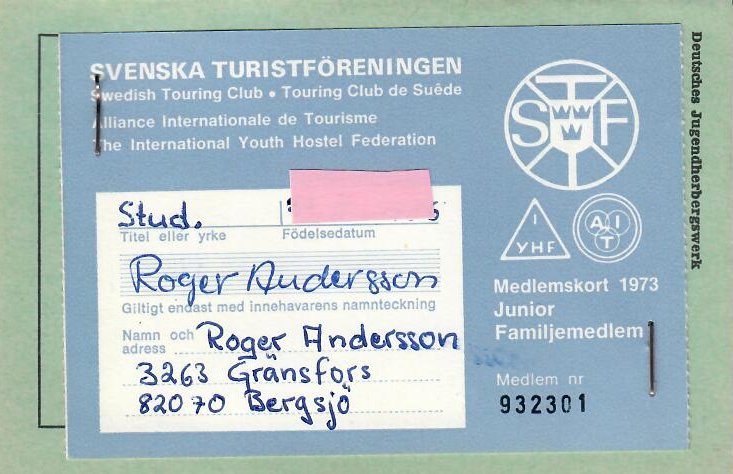 SVENSKA TURISTFÖRENINGEN
Swedish Touring Club • Touring Club de Suêde
Alliance Internationale de Tourisme
The International Youth Hostel Federation
STF
Stud.
Titel eller yrke Födelsedatum
Roger Andersson
Giltigt endast med innehavarens namnteckning
Namn och adress Roger Andersson
3263 Gränsfors
82070 Bergsjö
I
YHF
AIT
Medlemskort 1973
Junior
Familjemedlem
Medlem nr
932301
Deutsches Jugendherbergswerk